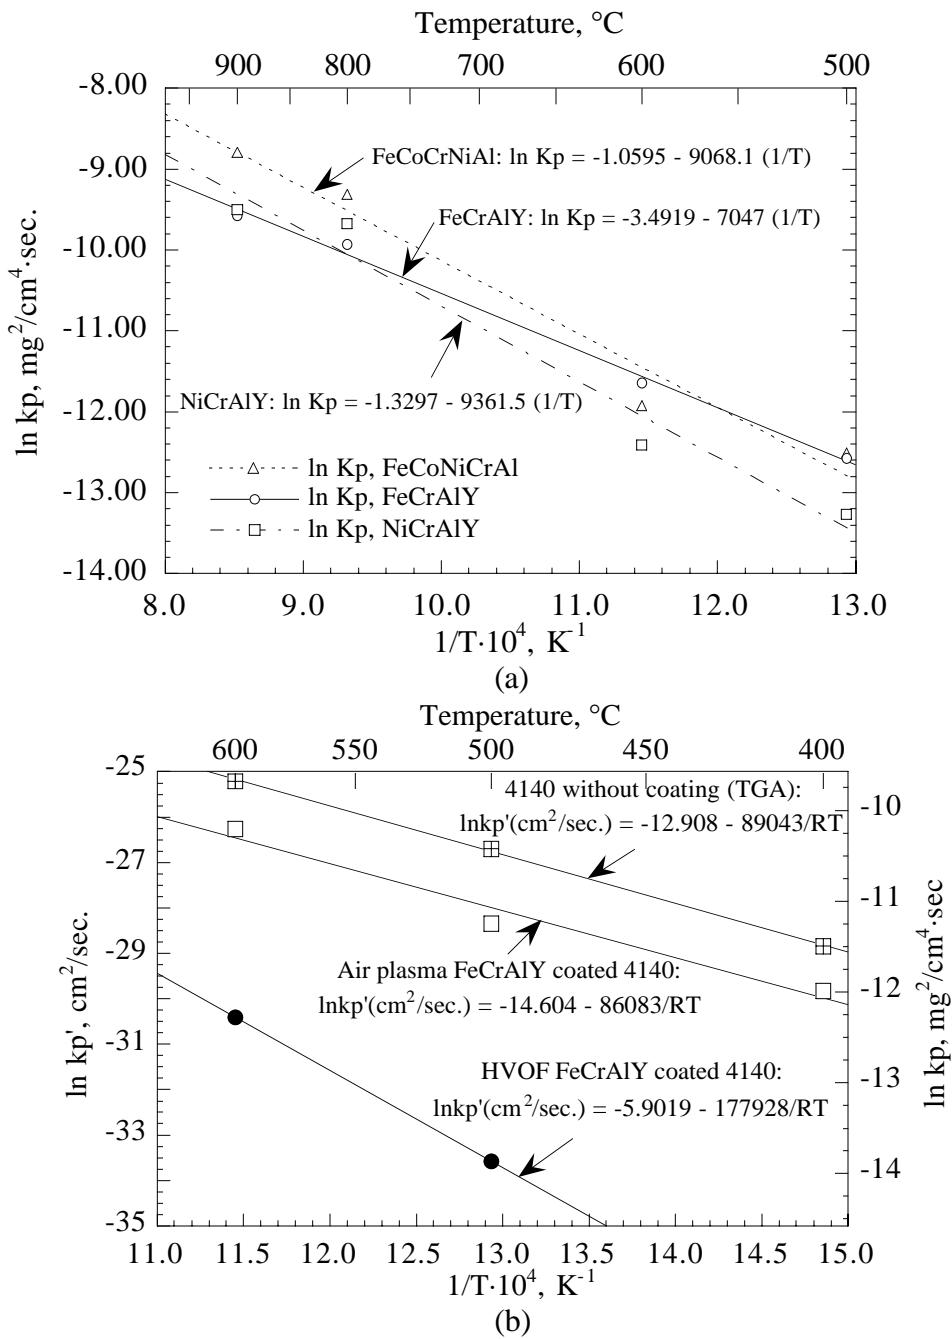 Temperature, °C
900 800 700 600 500
-8.00
-9.00
-10.00
-11.00
-12.00
-13.00
-14.00
ln kp, mg²/cm⁴·sec.
FeCoCrNiAl: ln Kp = -1.0595 - 9068.1 (1/T)
FeCrAlY: ln Kp = -3.4919 - 7047 (1/T)
NiCrAlY: ln Kp = -1.3297 - 9361.5 (1/T)
ln Kp, FeCoNiCrAl
ln Kp, FeCrAlY
ln Kp, NiCrAlY
8.0 9.0 10.0 11.0 12.0 13.0
1/T·10⁴, K⁻¹
(a)
Temperature, °C
600 550 500 450 400
-25
-27
-29
-31
-33
-35
ln kp', cm²/sec.
4140 without coating (TGA):
lnkp'(cm²/sec.) = -12.908 - 89043/RT
Air plasma FeCrAlY coated 4140:
lnkp'(cm²/sec.) = -14.604 - 86083/RT
HVOF FeCrAlY coated 4140:
lnkp'(cm²/sec.) = -5.9019 - 177928/RT
-10
-11
-12
-13
-14
ln kp, mg²/cm⁴·sec
11.0 11.5 12.0 12.5 13.0 13.5 14.0 14.5 15.0
1/T·10⁴, K⁻¹
(b)